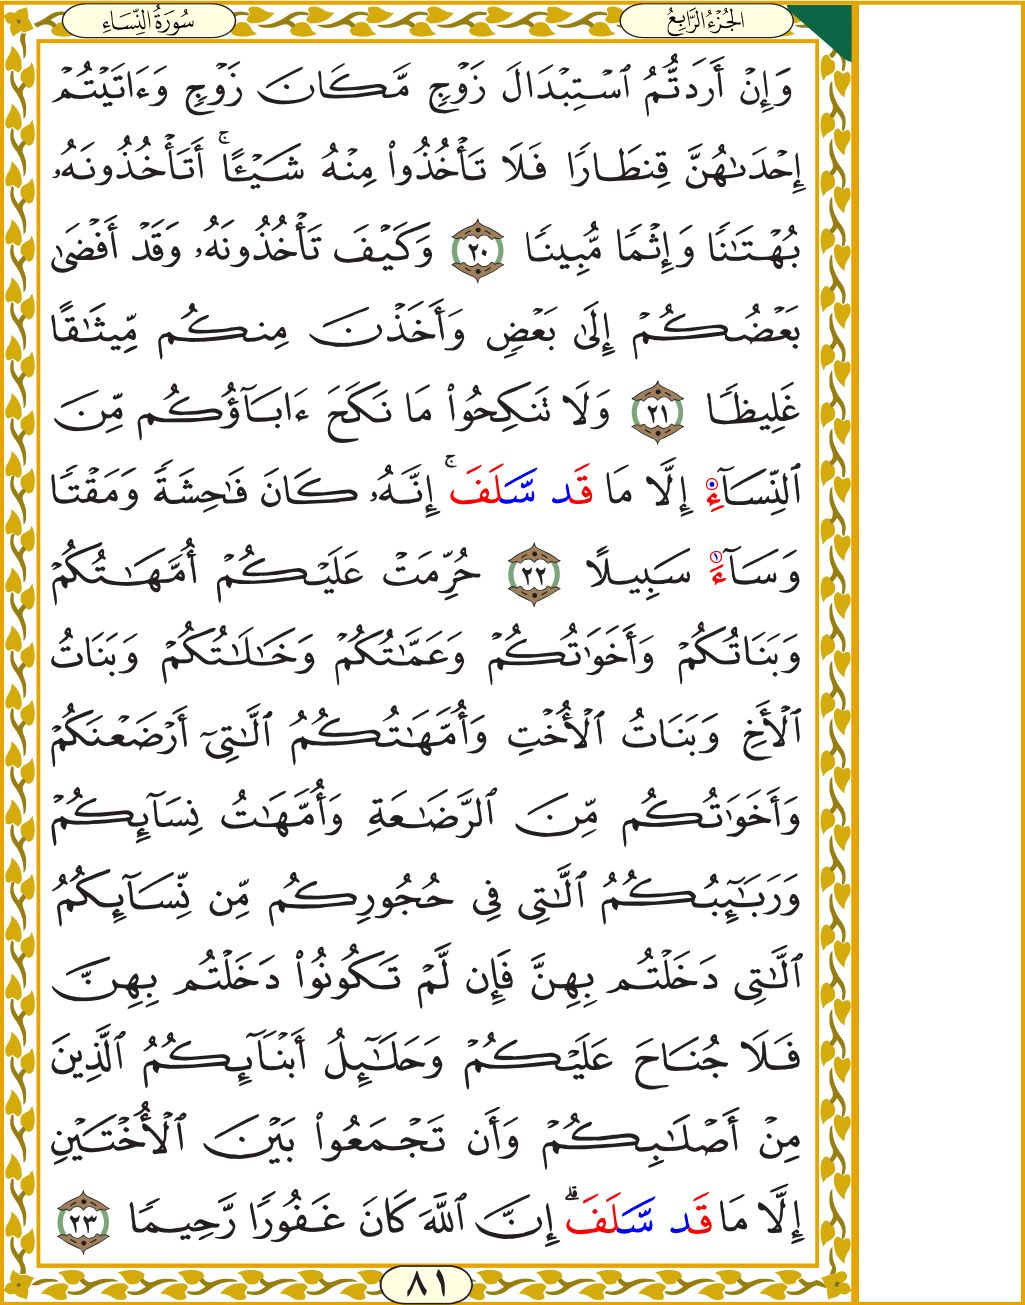 سُورَةُ النِّسَاءِ
الجُزْءُ الرَّابِعُ
وَإِنۡ أَرَدتُّمُ ٱسۡتِبۡدَالَ زَوۡجٖ مَّكَانَ زَوۡجٖ وَءَاتَيۡتُمۡ
إِحۡدَىٰهُنَّ قِنطَارٗا فَلَا تَأۡخُذُواْ مِنۡهُ شَيۡـًٔاۚ أَتَأۡخُذُونَهُۥ
بُهۡتَٰنٗا وَإِثۡمٗا مُّبِينٗا ٢٠ وَكَيۡفَ تَأۡخُذُونَهُۥ وَقَدۡ أَفۡضَىٰ
بَعۡضُكُمۡ إِلَىٰ بَعۡضٖ وَأَخَذۡنَ مِنكُم مِّيثَٰقًا
غَلِيظٗا ٢١ وَلَا تَنكِحُواْ مَا نَكَحَ ءَابَآؤُكُم مِّنَ
ٱلنِّسَآءِ إِلَّا مَا قَد سَّلَفَۚ إِنَّهُۥ كَانَ فَٰحِشَةٗ وَمَقۡتٗا
وَسَآءَ سَبِيلًا ٢٢ حُرِّمَتۡ عَلَيۡكُمۡ أُمَّهَٰتُكُمۡ
وَبَنَاتُكُمۡ وَأَخَوَٰتُكُمۡ وَعَمَّٰتُكُمۡ وَخَٰلَٰتُكُمۡ وَبَنَاتُ
ٱلۡأَخِ وَبَنَاتُ ٱلۡأُخۡتِ وَأُمَّهَٰتُكُمُ ٱلَّٰتِيٓ أَرۡضَعۡنَكُمۡ
وَأَخَوَٰتُكُم مِّنَ ٱلرَّضَٰعَةِ وَأُمَّهَٰتُ نِسَآئِكُمۡ
وَرَبَٰٓئِبُكُمُ ٱلَّٰتِي فِي حُجُورِكُم مِّن نِّسَآئِكُمُ
ٱلَّٰتِي دَخَلۡتُم بِهِنَّ فَإِن لَّمۡ تَكُونُواْ دَخَلۡتُم بِهِنَّ
فَلَا جُنَاحَ عَلَيۡكُمۡ وَحَلَٰٓئِلُ أَبۡنَآئِكُمُ ٱلَّذِينَ
مِنۡ أَصۡلَٰبِكُمۡ وَأَن تَجۡمَعُواْ بَيۡنَ ٱلۡأُخۡتَيۡنِ
إِلَّا مَا قَد سَّلَفَۗ إِنَّ ٱللَّهَ كَانَ غَفُورٗا رَّحِيمٗا ٢٣
٨١